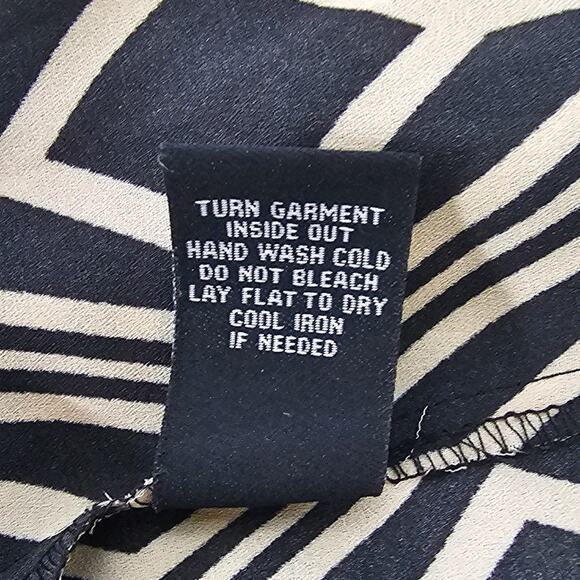 TURN GARMENT
INSIDE OUT
HAND WASH COLD
DO NOT BLEACH
LAY FLAT TO DRY
COOL IRON
IF NEEDED